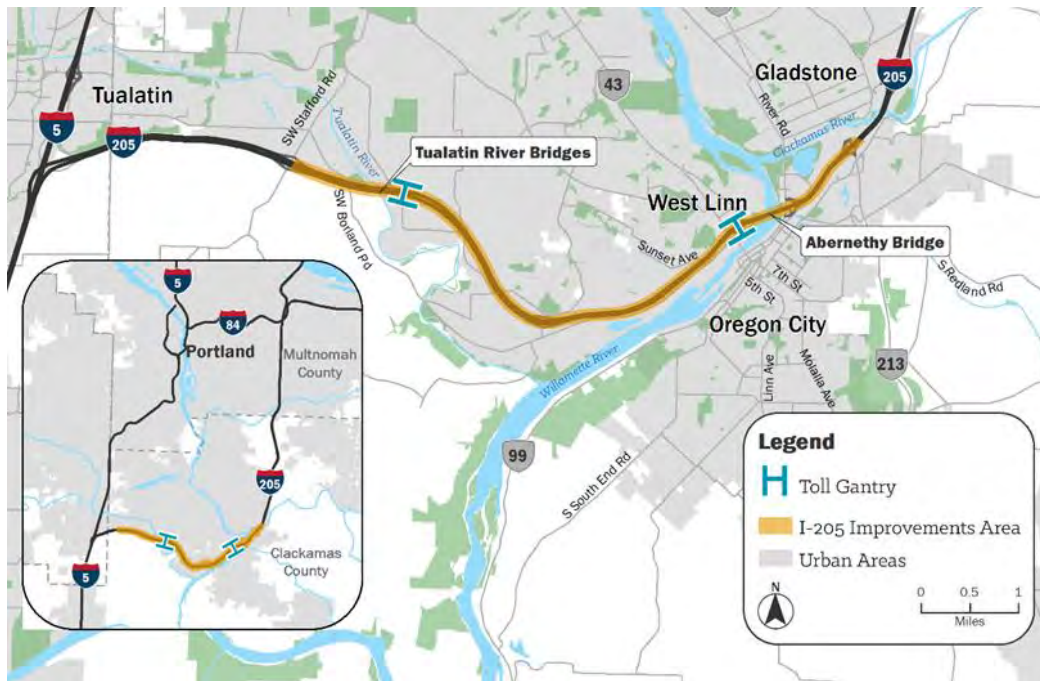 Tualatin
5
205
SW Stafford Rd
Tualatin River
Tualatin River Bridges
SW Borland Rd
43
Gladstone
205
River Rd
Clackamas River
West Linn
Abernethy Bridge
Sunset Ave
7th St
5th St
S Redland Rd
Oregon City
Willamette River
Linn Ave
Molalla Ave
213
99
S South End Rd
5
84
Portland
Multnomah
County
205
Clackamas
County
5
Legend
Toll Gantry
I-205 Improvements Area
Urban Areas
N
0 0.5 1
Miles